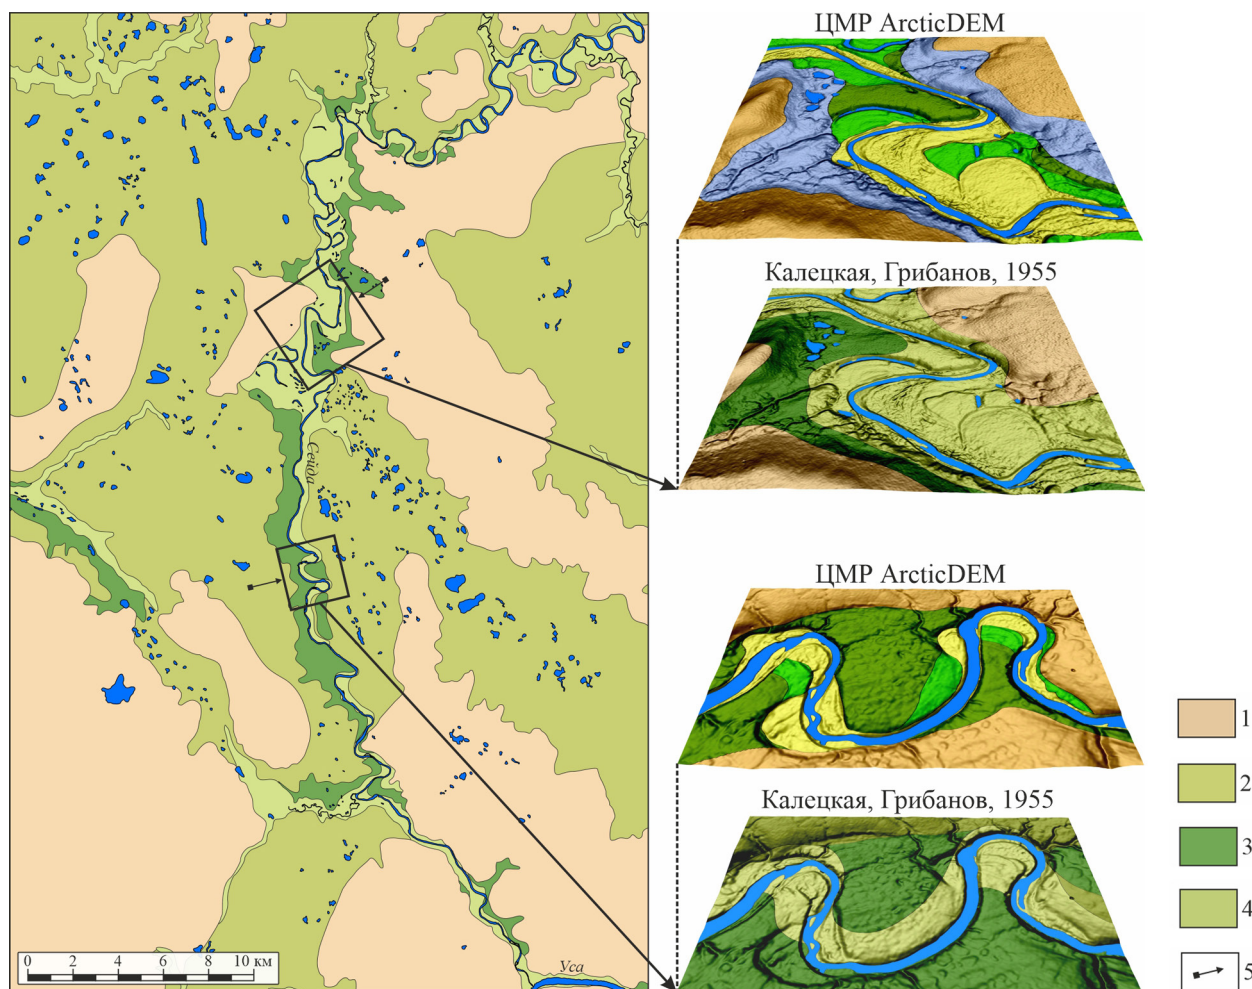 ЦМР ArcticDEM
Калецкая, Грибанов, 1955
Сейда
ЦМР ArcticDEM
Калецкая, Грибанов, 1955
1
2
3
4
5
0 2 4 6 8 10 км
Уса